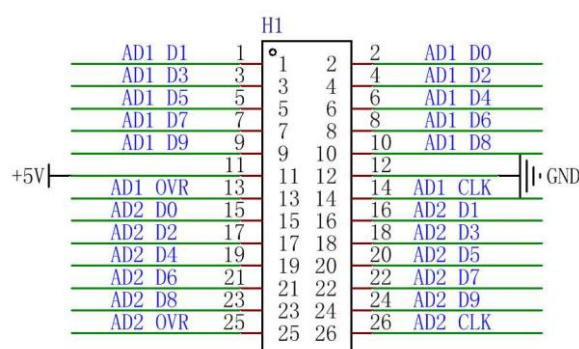 H1
AD1 D1 1 1 2 2 AD1 D0
AD1 D3 3 3 4 4 AD1 D2
AD1 D5 5 5 6 6 AD1 D4
AD1 D7 7 7 8 8 AD1 D6
AD1 D9 9 9 10 10 AD1 D8
+5V 11 11 12 12 GND
AD1 OVR 13 13 14 14 AD1 CLK
AD2 D0 15 15 16 16 AD2 D1
AD2 D2 17 17 18 18 AD2 D3
AD2 D4 19 19 20 20 AD2 D5
AD2 D6 21 21 22 22 AD2 D7
AD2 D8 23 23 24 24 AD2 D9
AD2 OVR 25 25 26 26 AD2 CLK